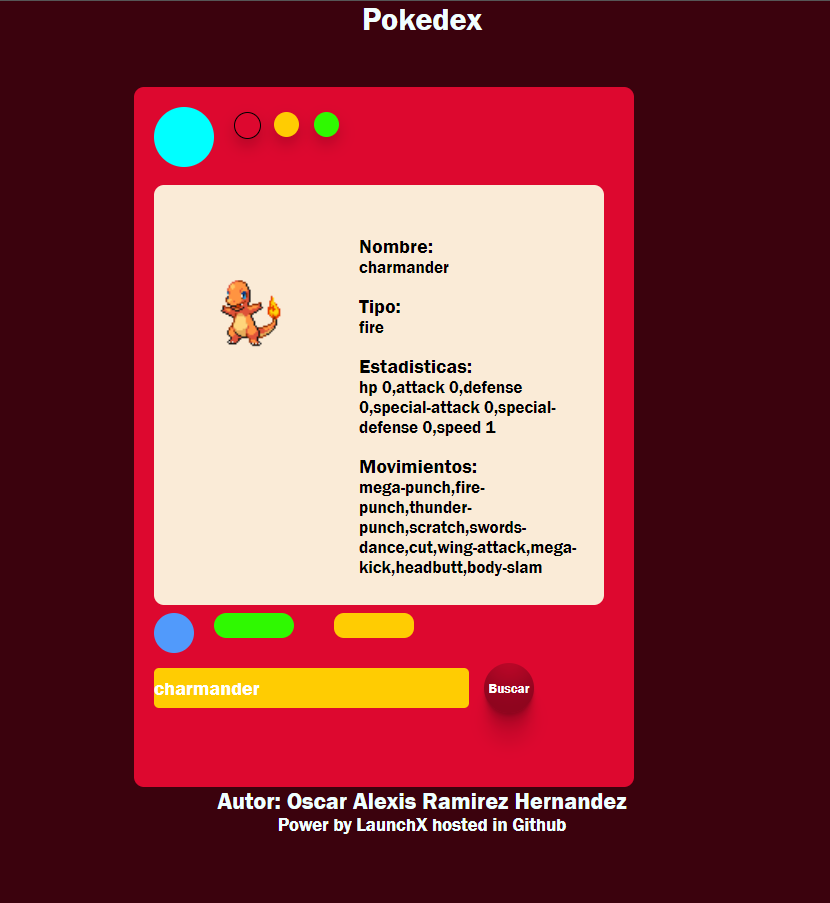 Pokedex
Nombre:
charmander
Tipo:
fire
Estadisticas:
hp 0,attack 0,defense
0,special-attack 0,special-
defense 0,speed 1
Movimientos:
mega-punch,fire-
punch,thunder-
punch,scratch,swords-
dance,cut,wing-attack,mega-
kick,headbutt,body-slam
charmander
Buscar
Autor: Oscar Alexis Ramirez Hernandez
Power by LaunchX hosted in Github